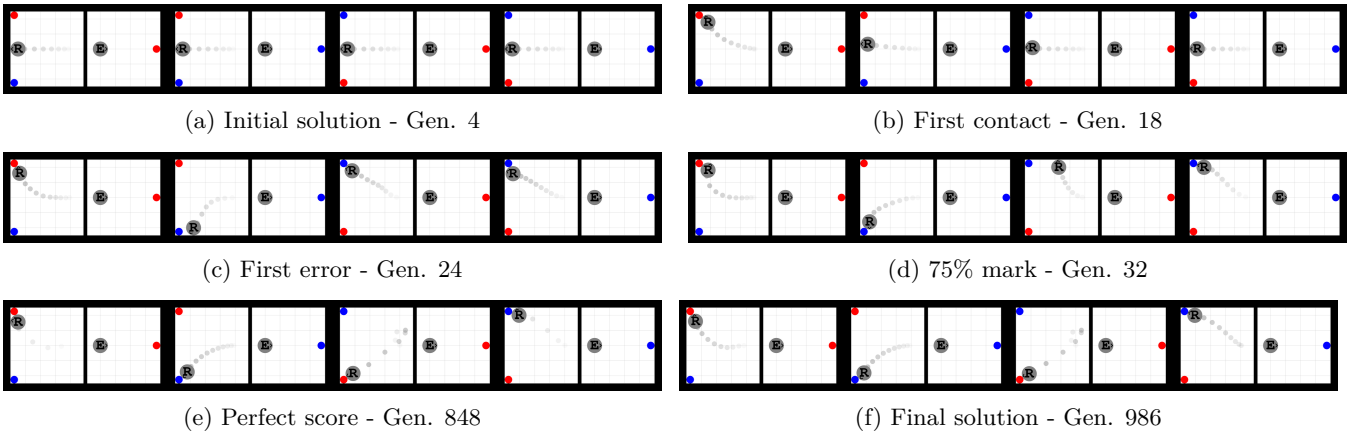 R E R E R E R E
R E R E R E R E
(a) Initial solution - Gen. 4
(b) First contact - Gen. 18
R E R E R E R E
R E R E R E R E
(c) First error - Gen. 24
(d) 75% mark - Gen. 32
R E R E R E R E
R E R E R E R E
(e) Perfect score - Gen. 848
(f) Final solution - Gen. 986